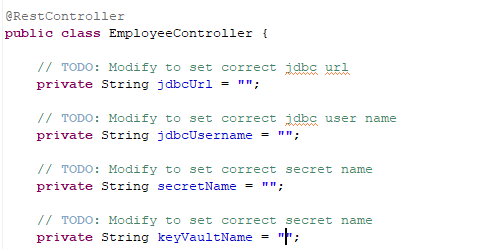 @RestController
public class EmployeeController {
// TODO: Modify to set correct jdbc url
private String jdbcUrl = "";
// TODO: Modify to set correct jdbc user name
private String jdbcUsername = "";
// TODO: Modify to set correct secret name
private String secretName = "";
// TODO: Modify to set correct secret name
private String keyVaultName = "";